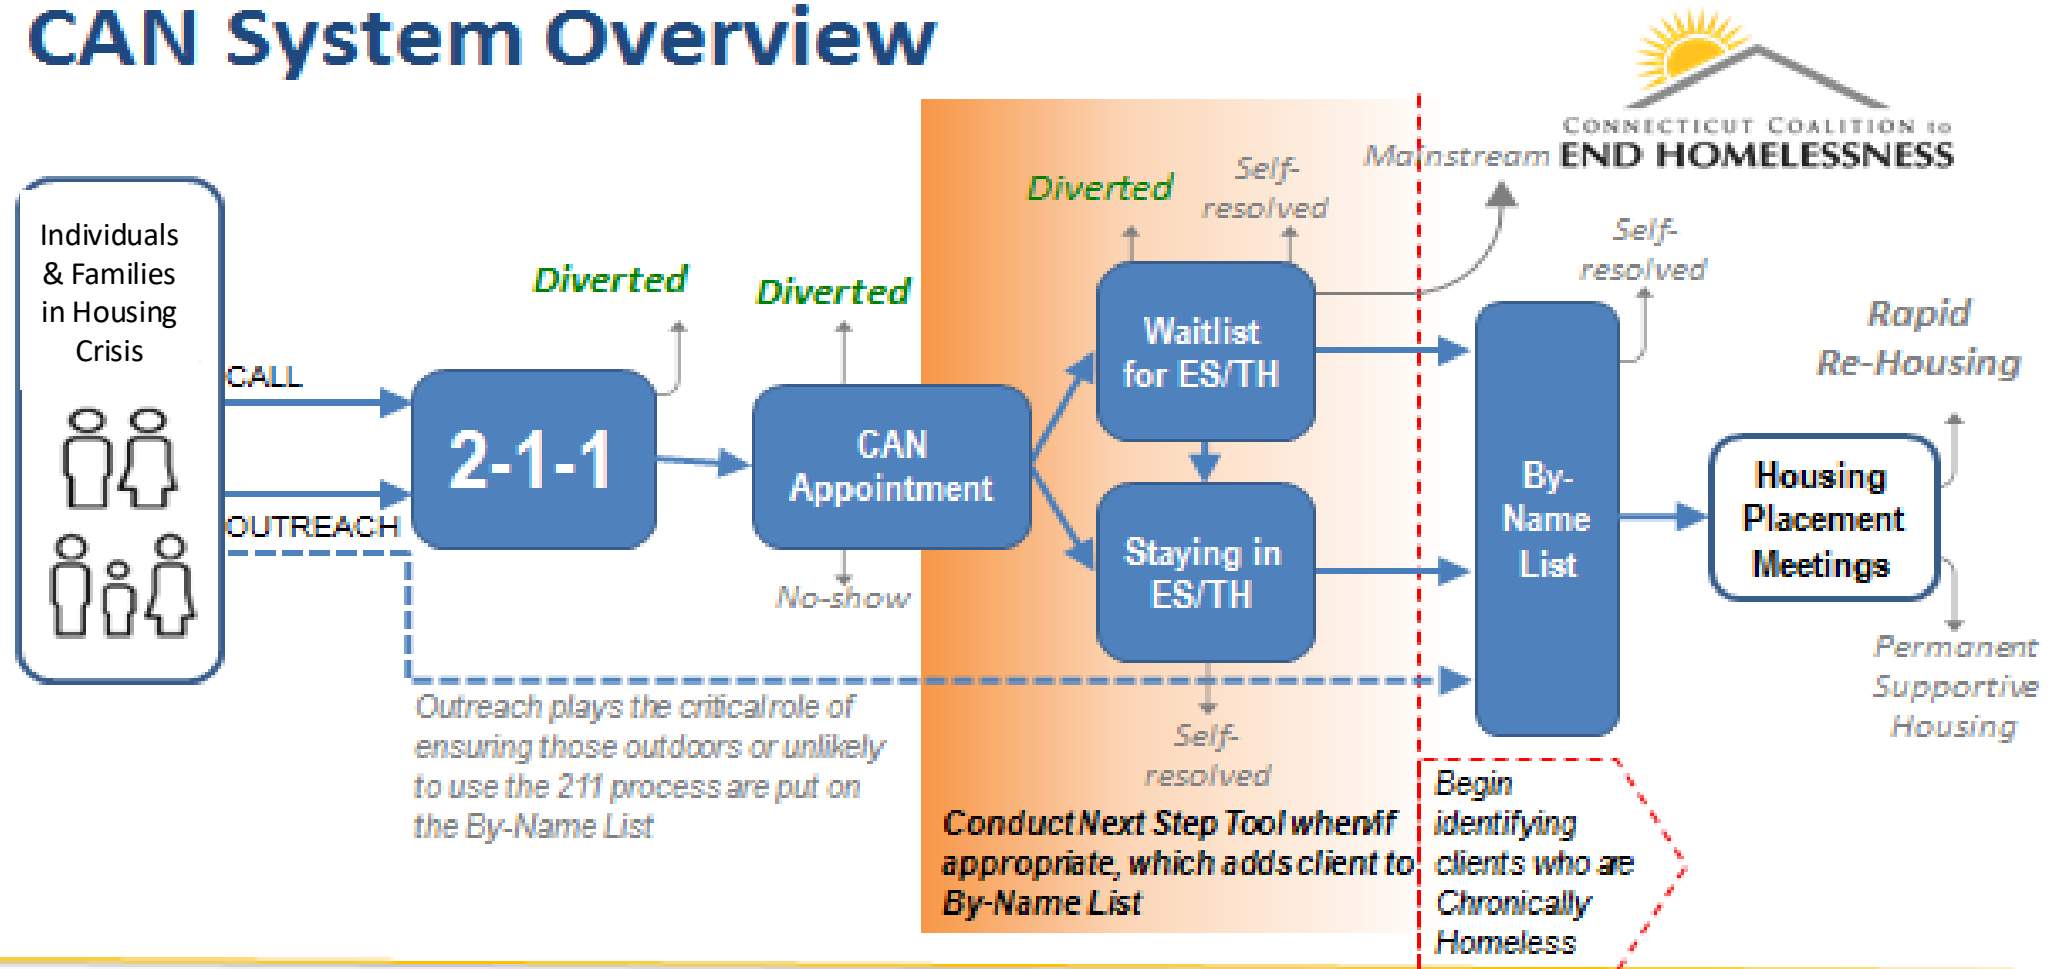 CAN System Overview
CONNECTICUT COALITION to
END HOMELESSNESS
Individuals
& Families
in Housing
Crisis
CALL
OUTREACH
2-1-1
Diverted
CAN
Appointment
Diverted
No-show
Waitlist
for ES/TH
Diverted
Self-
resolved
Mainstream
Staying in
ES/TH
Self-
resolved
By-
Name
List
Self-
resolved
Housing
Placement
Meetings
Rapid
Re-Housing
Permanent
Supportive
Housing
Outreach plays the critical role of
ensuring those outdoors or unlikely
to use the 211 process are put on
the By-Name List
Conduct Next Step Tool when/if
appropriate, which adds client to
By-Name List
Begin
identifying
clients who are
Chronically
Homeless